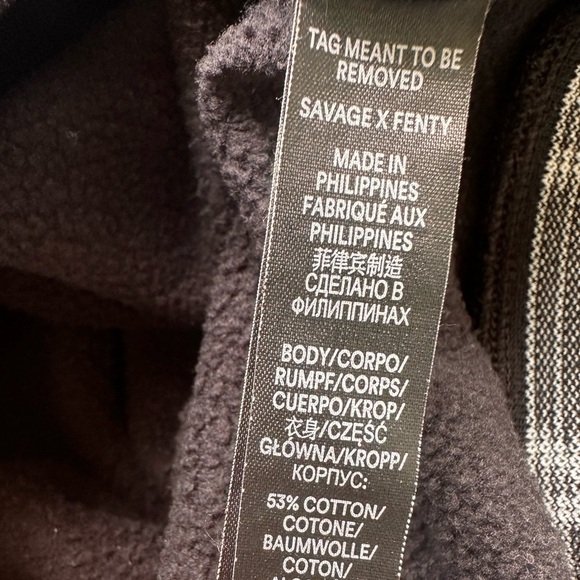 TAG MEANT TO BE
REMOVED
SAVAGE X FENTY
MADE IN
PHILIPPINES
FABRIQUÉ AUX
PHILIPPINES
菲律宾制造
СДЕЛАНО В
ФИЛИППИНАХ
BODY/CORPO/
RUMPF/CORPS/
CUERPO/KROP/
衣身/CZĘŚĆ
GŁÓWNA/KROPP/
КОРПУС:
53% COTTON/
COTONE/
BAUMWOLLE/
COTON/